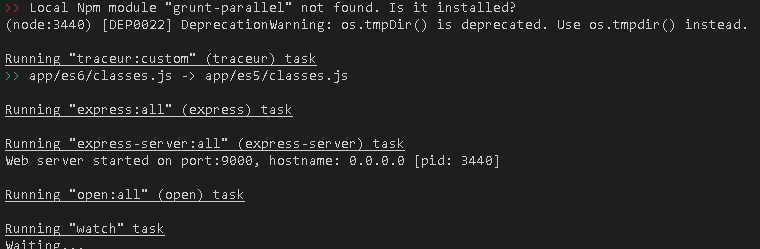 >> Local Npm module "grunt-parallel" not found. Is it installed?
(node:3440) [DEP0022] DeprecationWarning: os.tmpDir() is deprecated. Use os.tmpdir() instead.
Running "traceur:custom" (traceur) task
>> app/es6/classes.js -> app/es5/classes.js
Running "express:all" (express) task
Running "express-server:all" (express-server) task
Web server started on port:9000, hostname: 0.0.0.0 [pid: 3440]
Running "open:all" (open) task
Running "watch" task
Waiting...